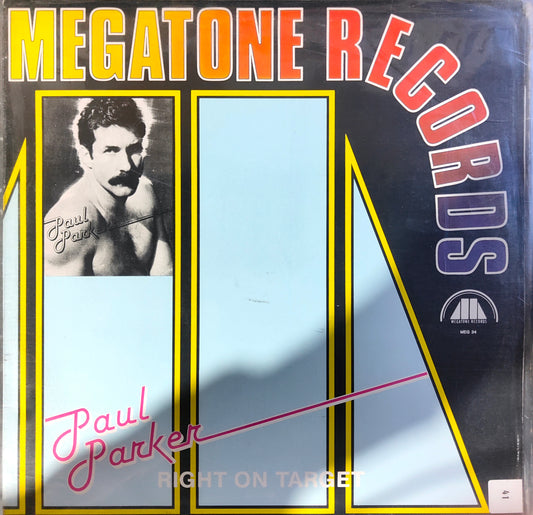 MEGATONE RECORDS
Paul
Parker
MEGATONE RECORDS
MEG 34
Paul
Parker
RIGHT ON TARGET
41